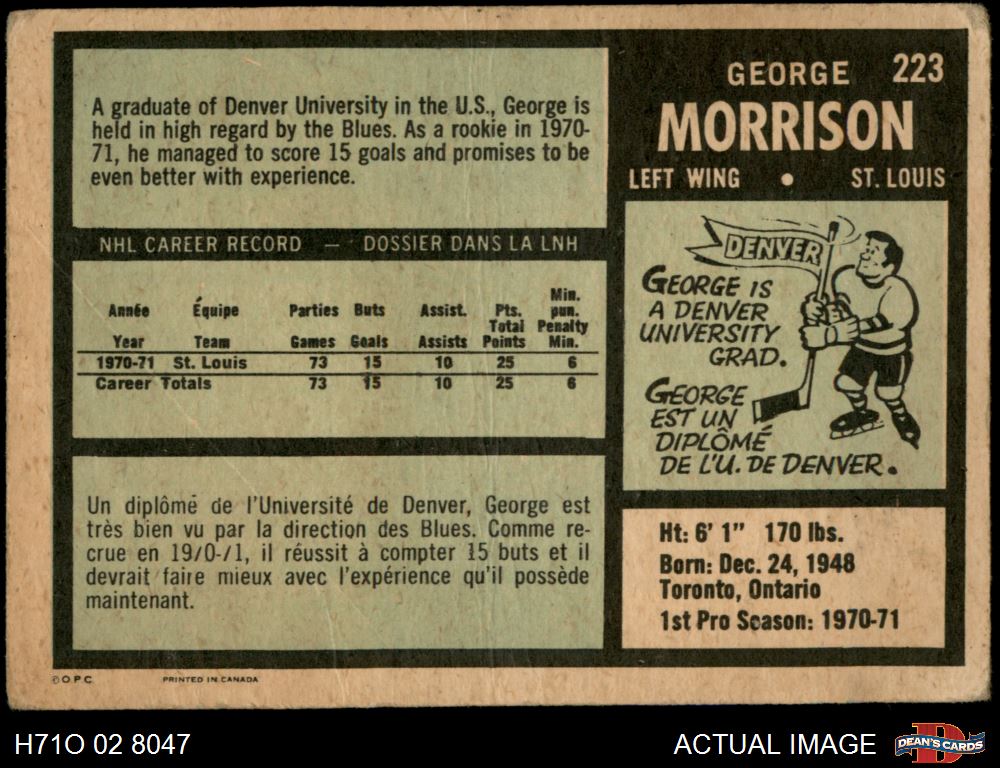 A graduate of Denver University in the U.S., George is
held in high regard by the Blues. As a rookie in 1970-
71, he managed to score 15 goals and promises to be
even better with experience.
NHL CAREER RECORD — DOSSIER DANS LA LNH
Année Équipe Parties Buts Assist. Pts. Min. pun.
Year Team Games Goals Assists Total Points Penalty Min.
1970-71 St. Louis 73 15 10 25 6
Career Totals 73 15 10 25 6
Un diplômé de l'Université de Denver, George est
très bien vu par la direction des Blues. Comme re-
crue en 19/0-/1, il réussit à compter 15 buts et il
devrait faire mieux avec l'expérience qu'il possède
maintenant.
GEORGE 223
MORRISON
LEFT WING • ST. LOUIS
DENVER
GEORGE IS
A DENVER
UNIVERSITY
GRAD.
GEORGE
EST UN
DIPLÔMÉ
DE L'U. DE DENVER.
Ht: 6' 1" 170 lbs.
Born: Dec. 24, 1948
Toronto, Ontario
1st Pro Season: 1970-71
© O P C PRINTED IN CANADA
H71O 02 8047
ACTUAL IMAGE
D
DEAN'S CARDS